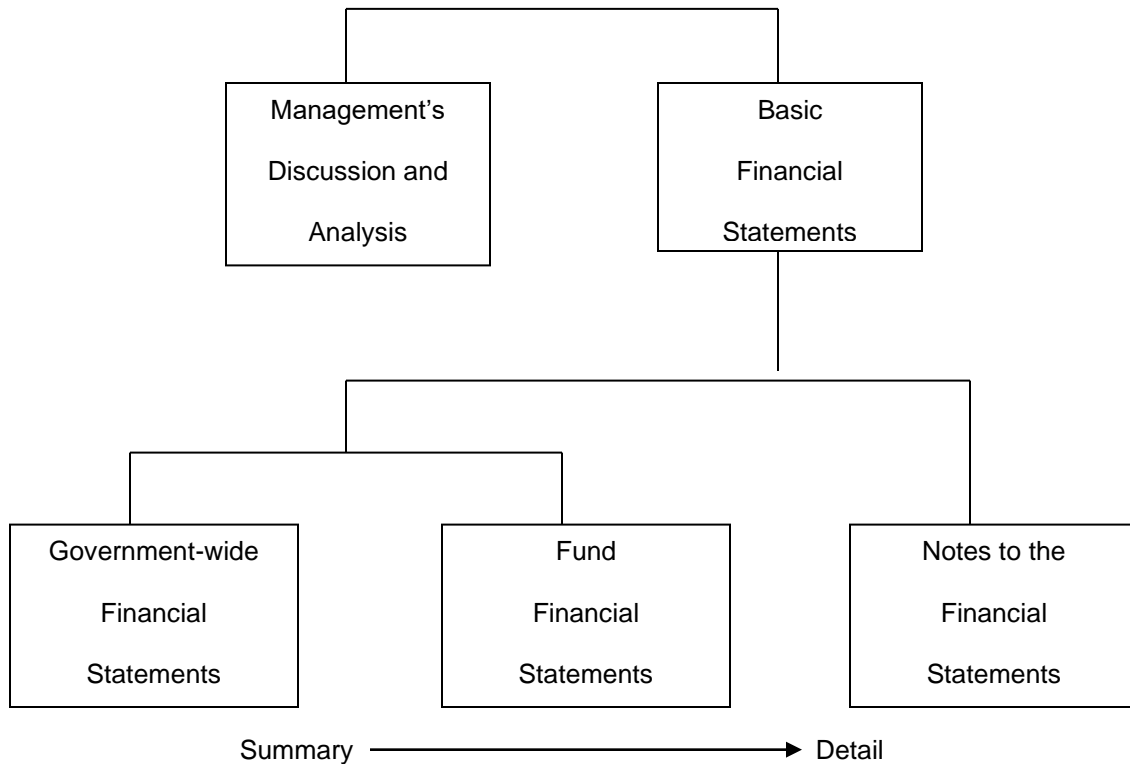 Management’s
Discussion and
Analysis
Basic
Financial
Statements
Government-wide
Financial
Statements
Fund
Financial
Statements
Notes to the
Financial
Statements
Summary
Detail